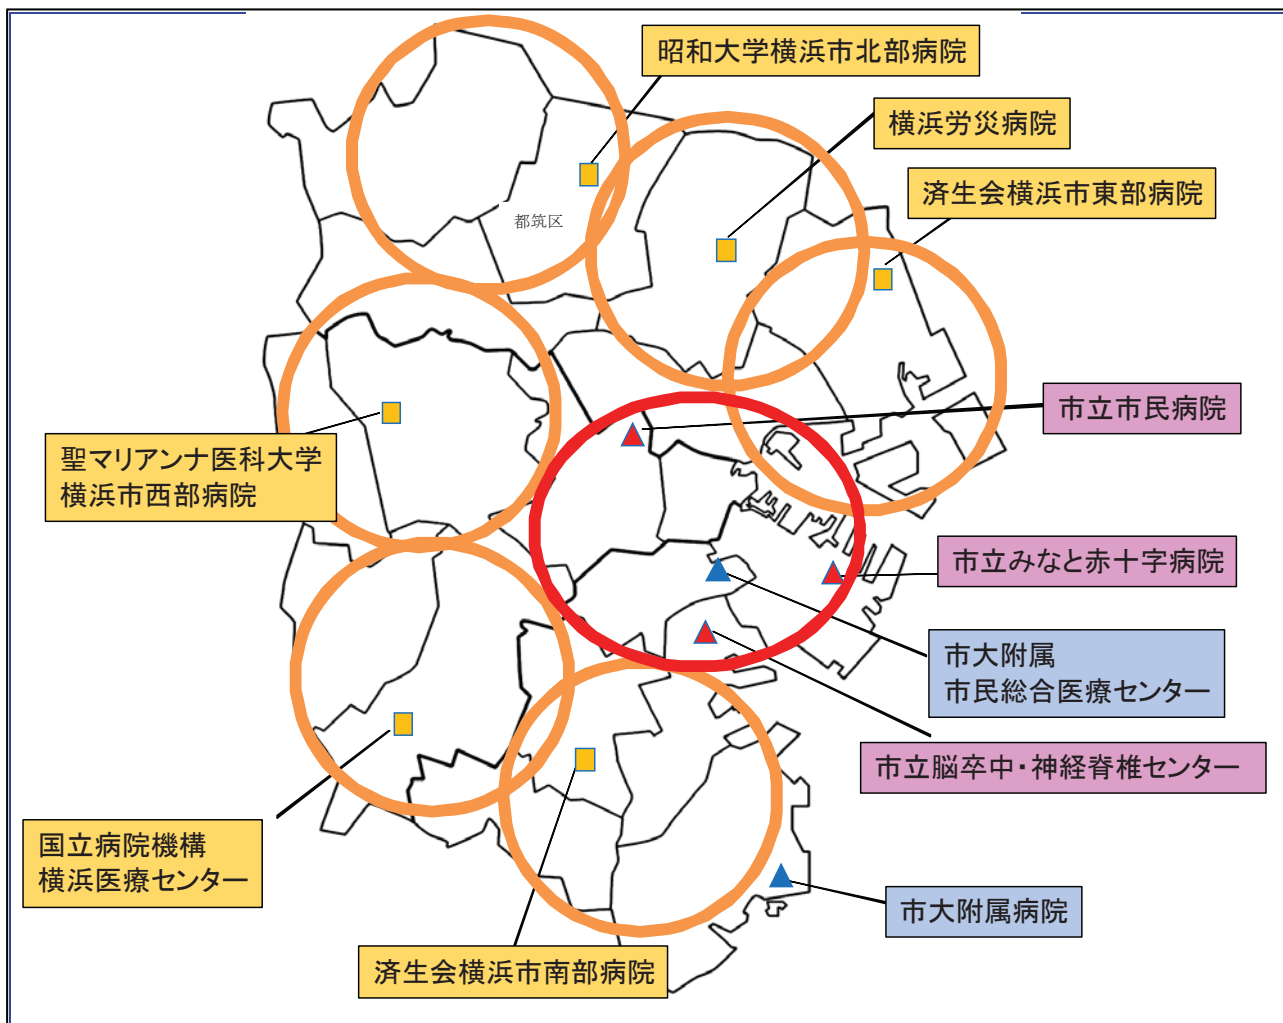 昭和大学横浜市北部病院
横浜労災病院
済生会横浜市東部病院
都筑区
市立市民病院
聖マリアンナ医科大学
横浜市西部病院
市立みなと赤十字病院
市大附属
市民総合医療センター
市立脳卒中・神経脊椎センター
国立病院機構
横浜医療センター
市大附属病院
済生会横浜市南部病院